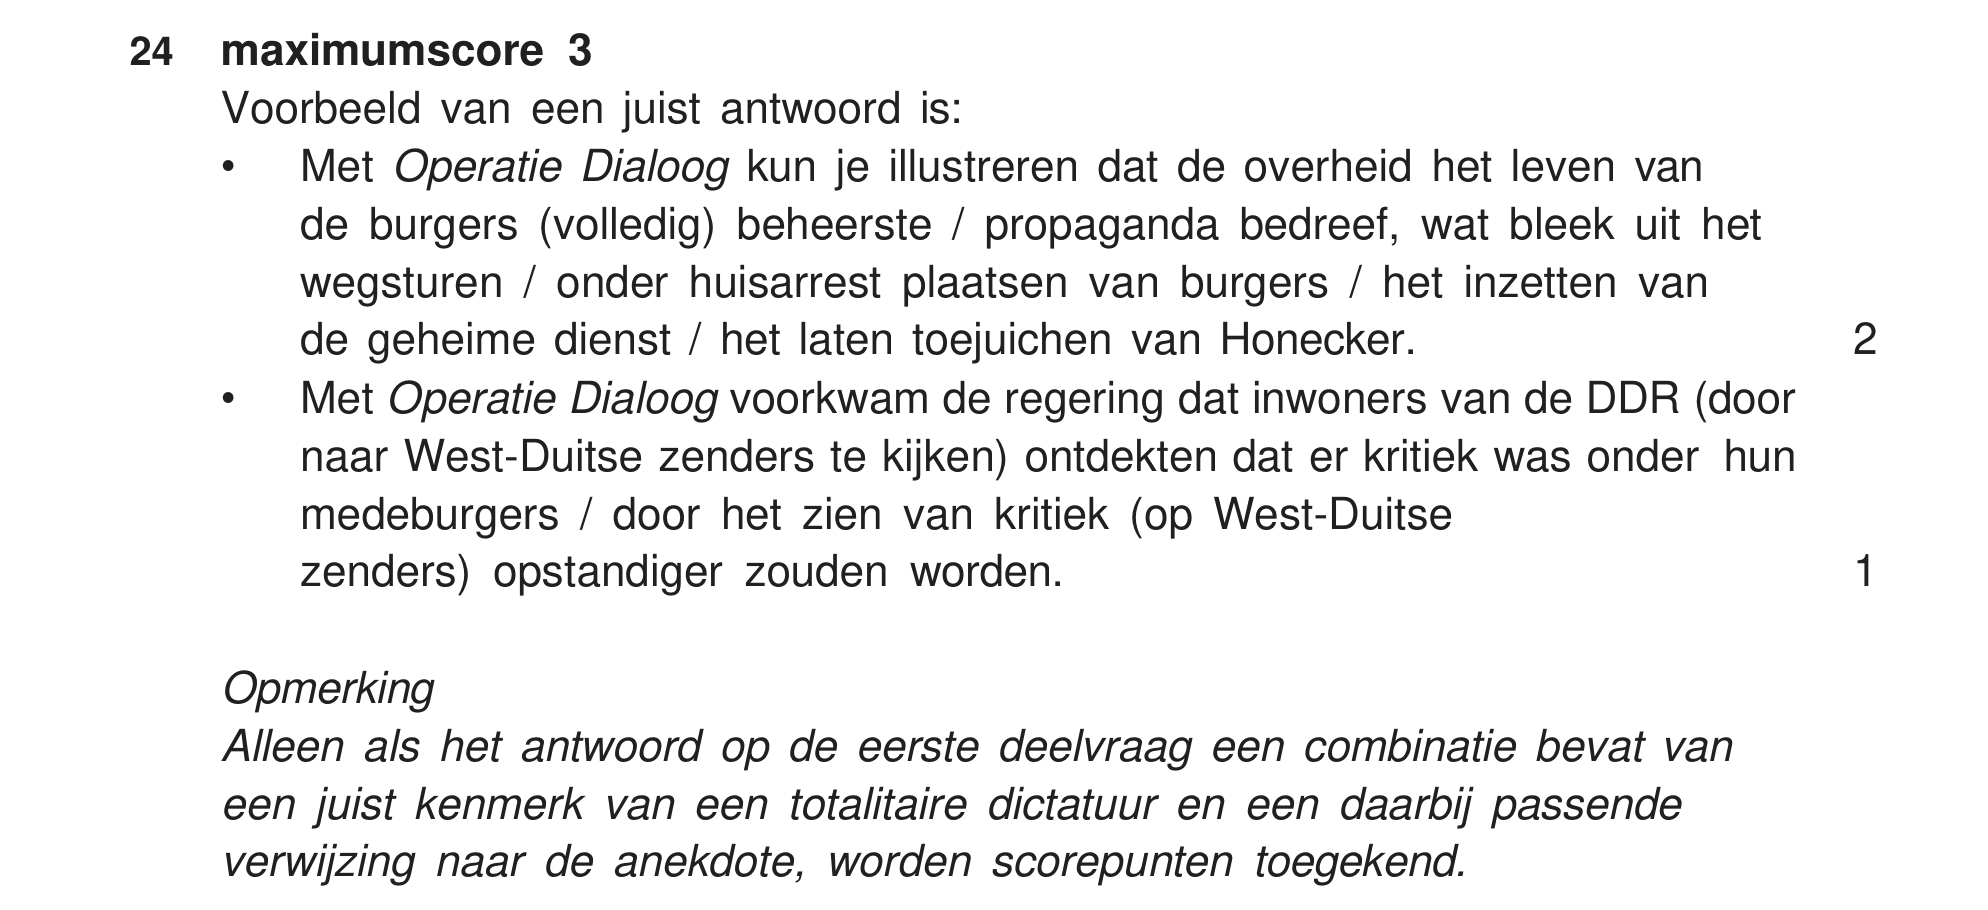 24 maximumscore 3
Voorbeeld van een juist antwoord is:
• Met Operatie Dialoog kun je illustreren dat de overheid het leven van
de burgers (volledig) beheerste / propaganda bedreef, wat bleek uit het
wegsturen / onder huisarrest plaatsen van burgers / het inzetten van
de geheime dienst / het laten toejuichen van Honecker. 2
• Met Operatie Dialoog voorkwam de regering dat inwoners van de DDR (door
naar West-Duitse zenders te kijken) ontdekten dat er kritiek was onder hun
medeburgers / door het zien van kritiek (op West-Duitse
zenders) opstandiger zouden worden. 1
Opmerking
Alleen als het antwoord op de eerste deelvraag een combinatie bevat van
een juist kenmerk van een totalitaire dictatuur en een daarbij passende
verwijzing naar de anekdote, worden scorepunten toegekend.